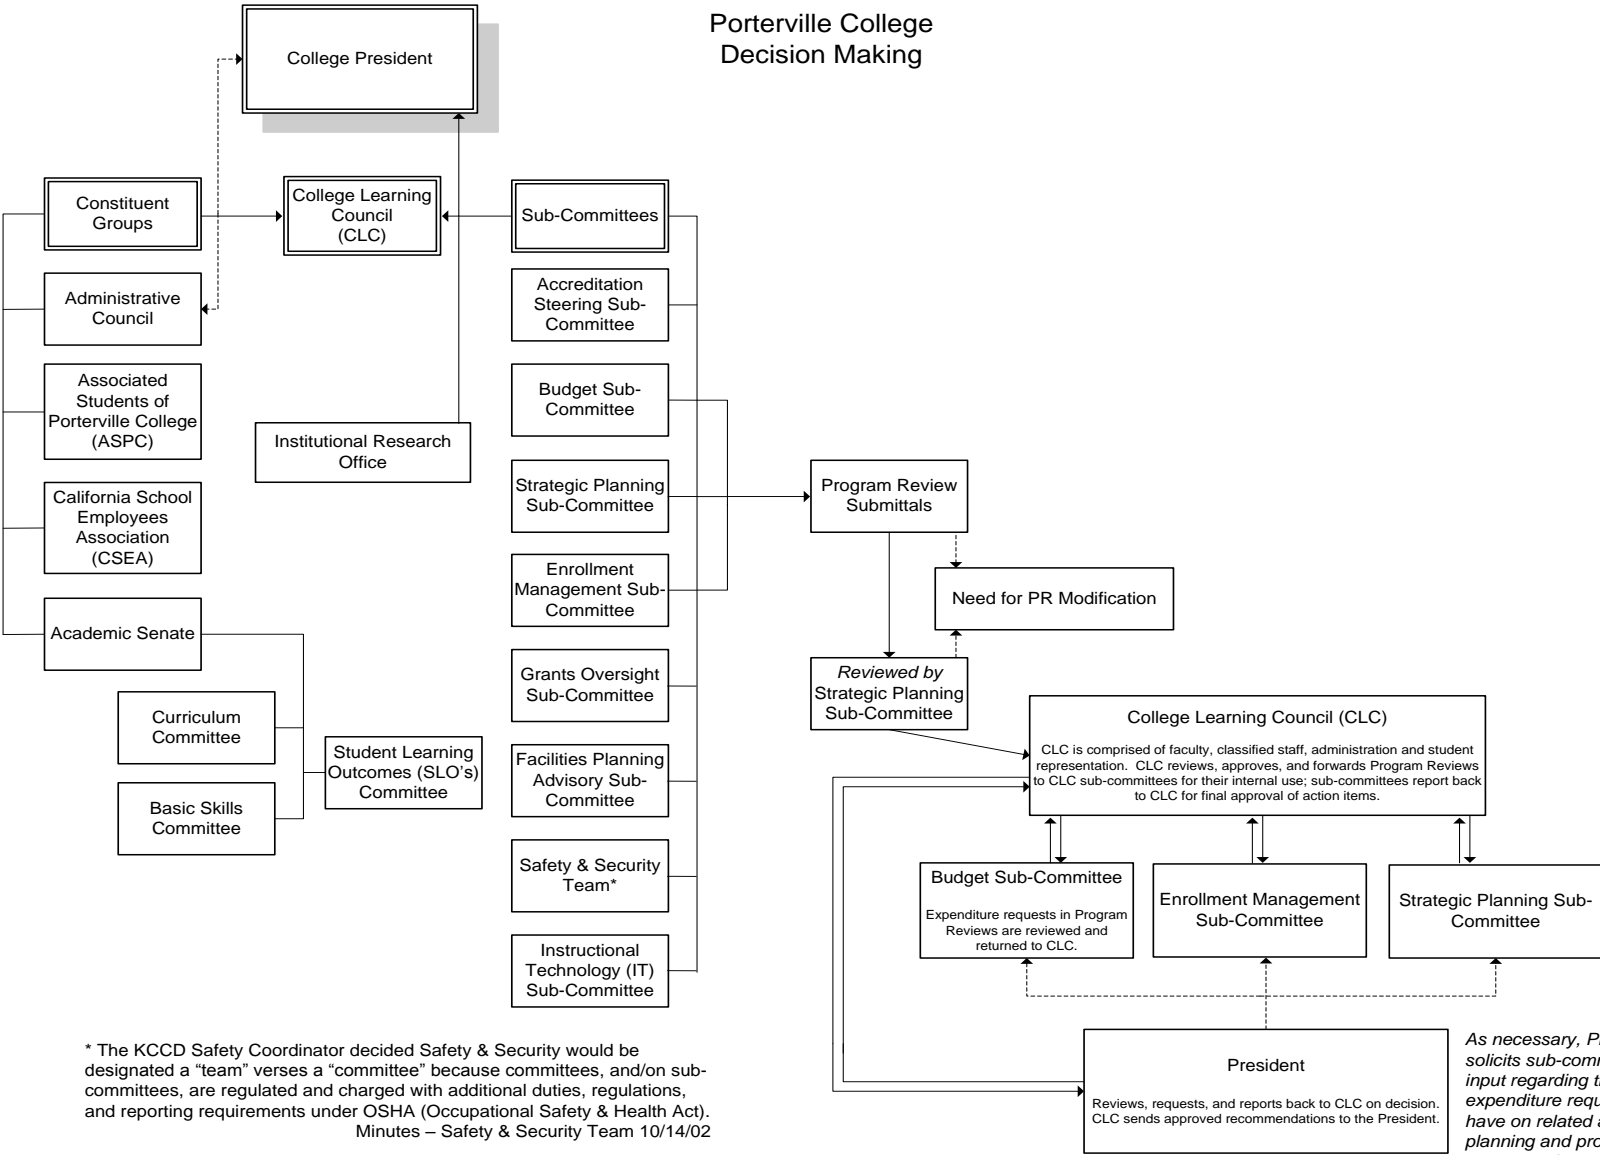 Porterville College
Decision Making
College President
Constituent
Groups
College Learning
Council
(CLC)
Sub-Committees
Administrative
Council
Associated
Students of
Porterville College
(ASPC)
California School
Employees
Association
(CSEA)
Academic Senate
Curriculum
Committee
Basic Skills
Committee
Student Learning
Outcomes (SLO's)
Committee
Institutional Research
Office
Accreditation
Steering Sub-
Committee
Budget Sub-
Committee
Strategic Planning
Sub-Committee
Enrollment
Management Sub-
Committee
Grants Oversight
Sub-Committee
Facilities Planning
Advisory Sub-
Committee
Safety & Security
Team*
Instructional
Technology (IT)
Sub-Committee
Program Review
Submittals
Need for PR Modification
Reviewed by
Strategic Planning
Sub-Committee
College Learning Council (CLC)
CLC is comprised of faculty, classified staff, administration and student
representation. CLC reviews, approves, and forwards Program Reviews
to CLC sub-committees for their internal use; sub-committees report back
to CLC for final approval of action items.
Budget Sub-Committee
Expenditure requests in Program
Reviews are reviewed and
returned to CLC.
Enrollment Management
Sub-Committee
Strategic Planning Sub-
Committee
President
Reviews, requests, and reports back to CLC on decision.
CLC sends approved recommendations to the President.
As necessary,
solicits
input regarding
expenditure
have on related
planning and
* The KCCD Safety Coordinator decided Safety & Security would be
designated a “team” verses a “committee” because committees, and/on sub-
committees, are regulated and charged with additional duties, regulations,
and reporting requirements under OSHA (Occupational Safety & Health Act).
Minutes – Safety & Security Team 10/14/02